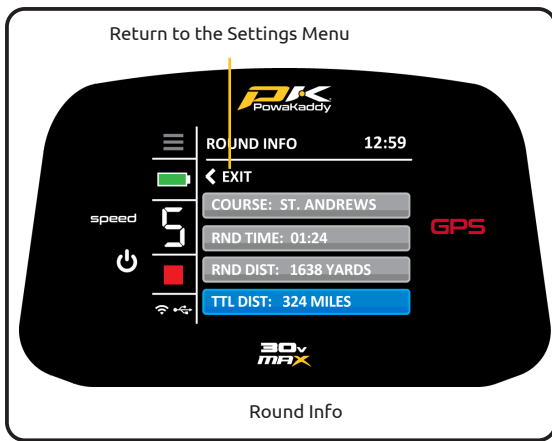 Return to the Settings Menu
PK
PowaKaddy
ROUND INFO 12:59
EXIT
COURSE: ST. ANDREWS
speed 5 GPS
RND TIME: 01:24
RND DIST: 1638 YARDS
TTL DIST: 324 MILES
30v
MAX
Round Info